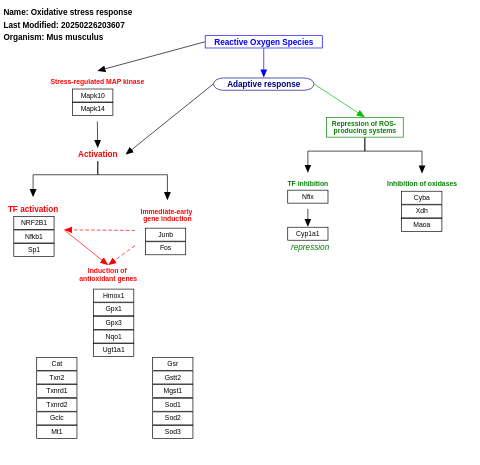 Name: Oxidative stress response
Last Modified: 20250226203607
Organism: Mus musculus
Reactive Oxygen Species
Stress-regulated MAP kinase
Mapk10
Mapk14
Adaptive response
Repression of ROS-
producing systems
Activation
TF activation
NRF2B1
Nfkb1
Sp1
Immediate-early
gene induction
Junb
Fos
TF inhibition
Nfix
Cyp1a1
repression
Inhibition of oxidases
Cyba
Xdh
Maoa
Induction of
antioxidant genes
Hmox1
Gpx1
Gpx3
Nqo1
Ugt1a1
Cat
Txn2
Txnrd1
Txnrd2
Gclc
Mt1
Gsr
Gstt2
Mgst1
Sod1
Sod2
Sod3